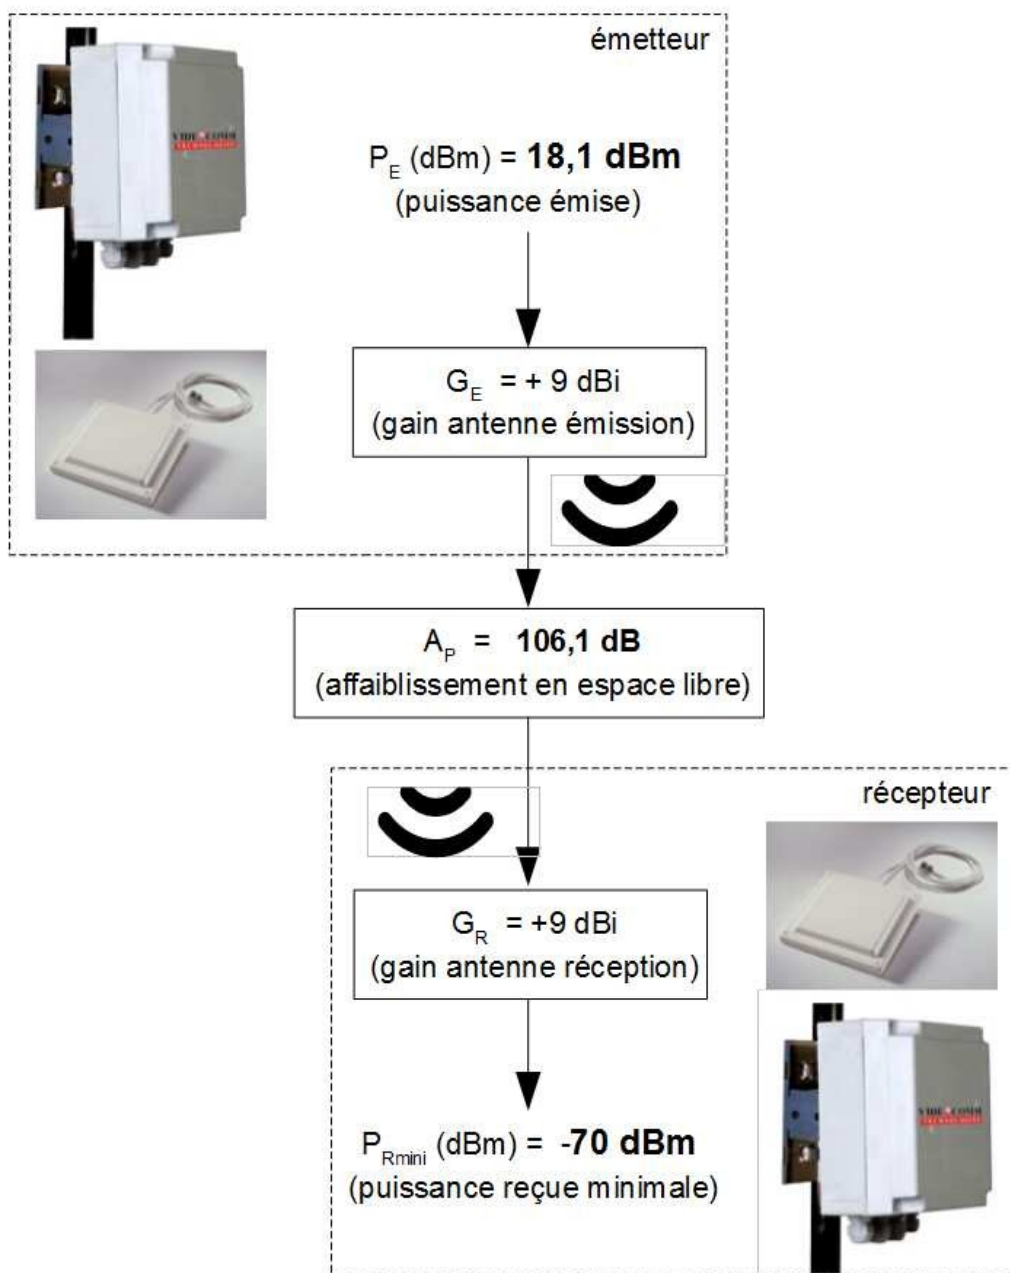 émetteur
P_E (dBm) = 18,1 dBm
(puissance émise)
G_E = + 9 dBi
(gain antenne émission)
A_P = 106,1 dB
(affaiblissement en espace libre)
récepteur
G_R = +9 dBi
(gain antenne réception)
P_Rmini (dBm) = -70 dBm
(puissance reçue minimale)